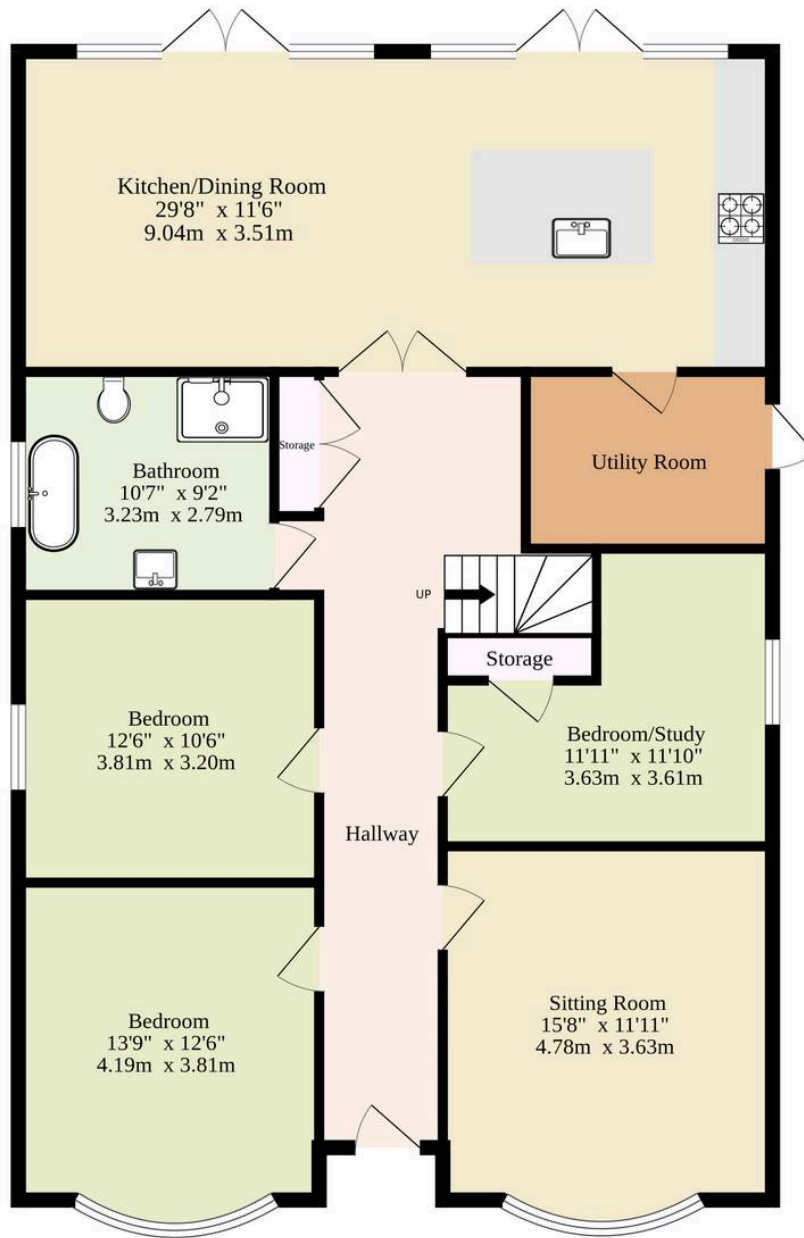 Kitchen/Dining Room
29'8" x 11'6"
9.04m x 3.51m
Storage
Bathroom
10'7" x 9'2"
3.23m x 2.79m
Utility Room
UP
Storage
Bedroom
12'6" x 10'6"
3.81m x 3.20m
Bedroom/Study
11'11" x 11'10"
3.63m x 3.61m
Hallway
Bedroom
13'9" x 12'6"
4.19m x 3.81m
Sitting Room
15'8" x 11'11"
4.78m x 3.63m